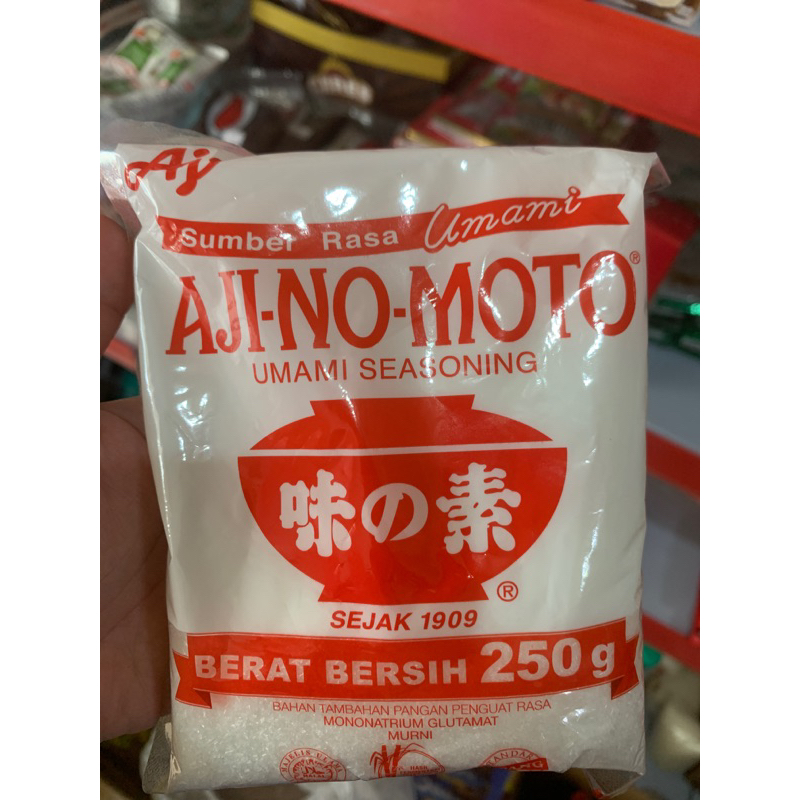 Aj
Sumber Rasa Umami
AJI-NO-MOTO®
UMAMI SEASONING
味の素
®
SEJAK 1909
BERAT BERSIH 250 g
BAHAN TAMBAHAN PANGAN PENGUAT RASA
MONONATRIUM GLUTAMAT
MURNI